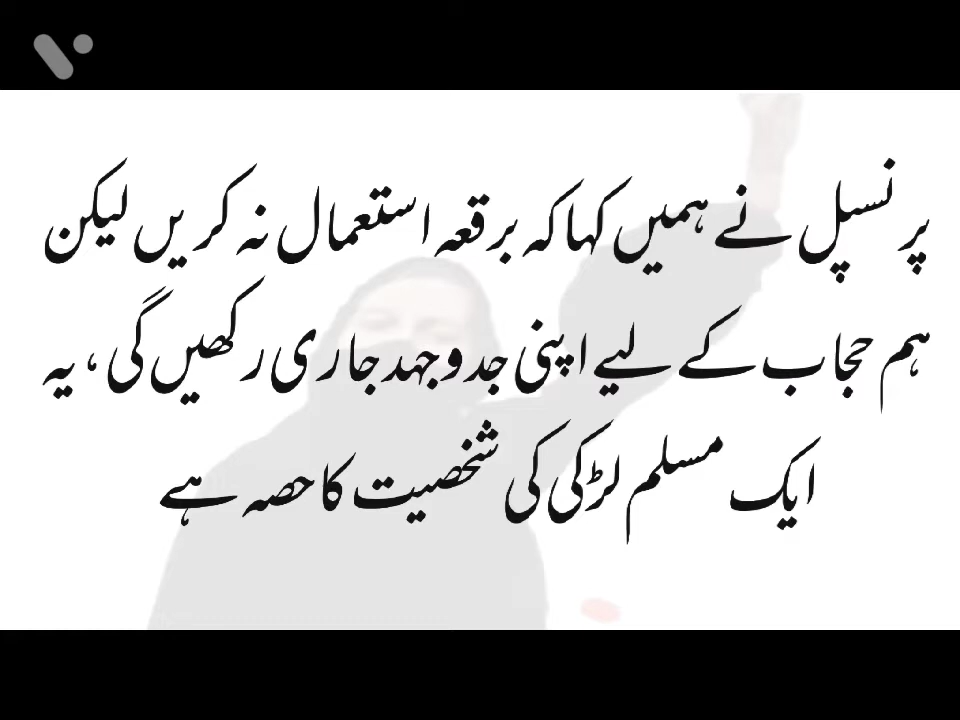 پرنسپل نے ہمیں کہا کہ برقعہ استعمال نہ کریں لیکن
ہم حجاب کے لیے اپنی جدوجہد جاری رکھیں گی، یہ
ایک مسلم لڑکی کی شخصیت کا حصہ ہے